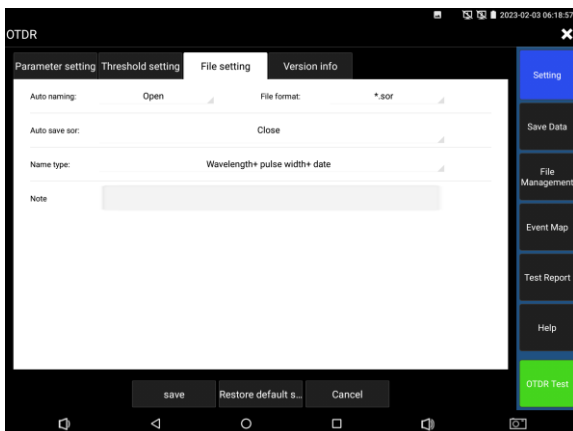 2023-02-03 06:18:57
OTDR
Parameter setting Threshold setting File setting Version info
Setting
Auto naming: Open File format: *.sor
Auto save sor: Close
Save Data
Name type: Wavelength+ pulse width+ date
File
Management
Note
Event Map
Test Report
Help
OTDR Test
save Restore default s... Cancel